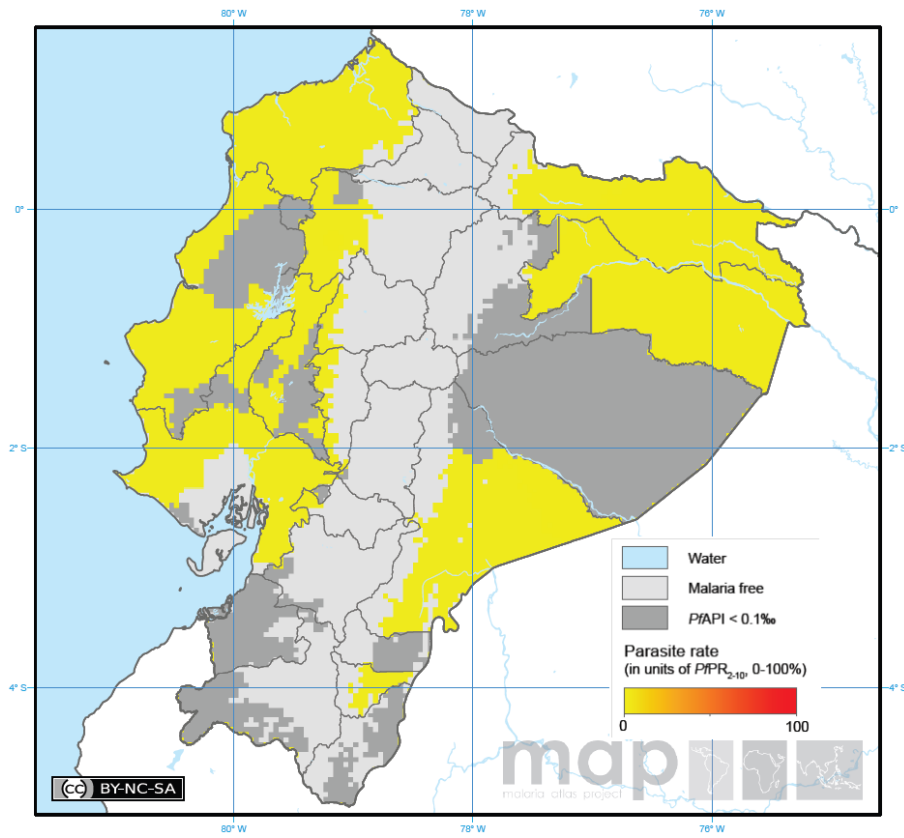 80° W
78° W
76° W
0°
0°
2° S
2° S
4° S
4° S
Water
Malaria free
PfAPI < 0.1‰
Parasite rate
(in units of PfPR2-10, 0-100%)
0
100
map
malaria atlas project
cc BY-NC-SA
80° W
78° W
76° W